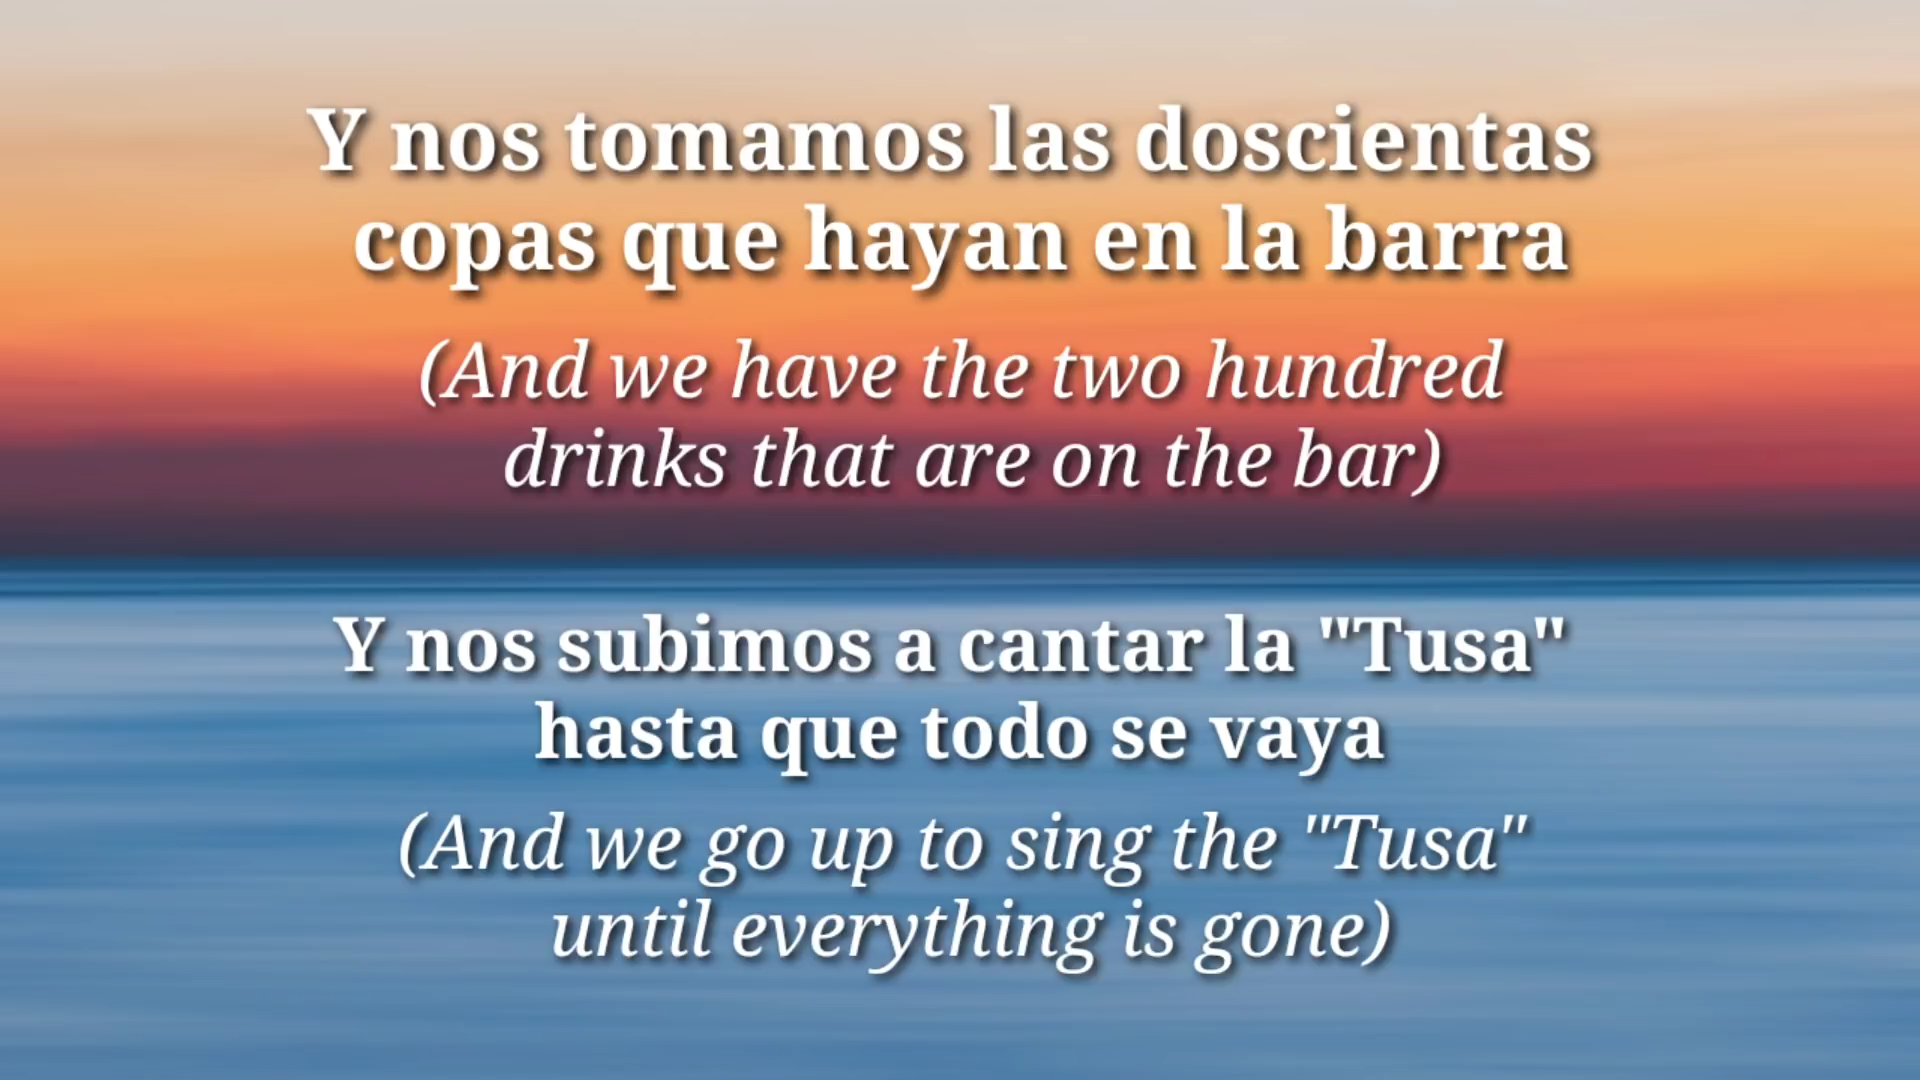 Y nos tomamos las doscientas
copas que hayan en la barra
(And we have the two hundred
drinks that are on the bar)
Y nos subimos a cantar la "Tusa"
hasta que todo se vaya
(And we go up to sing the "Tusa"
until everything is gone)